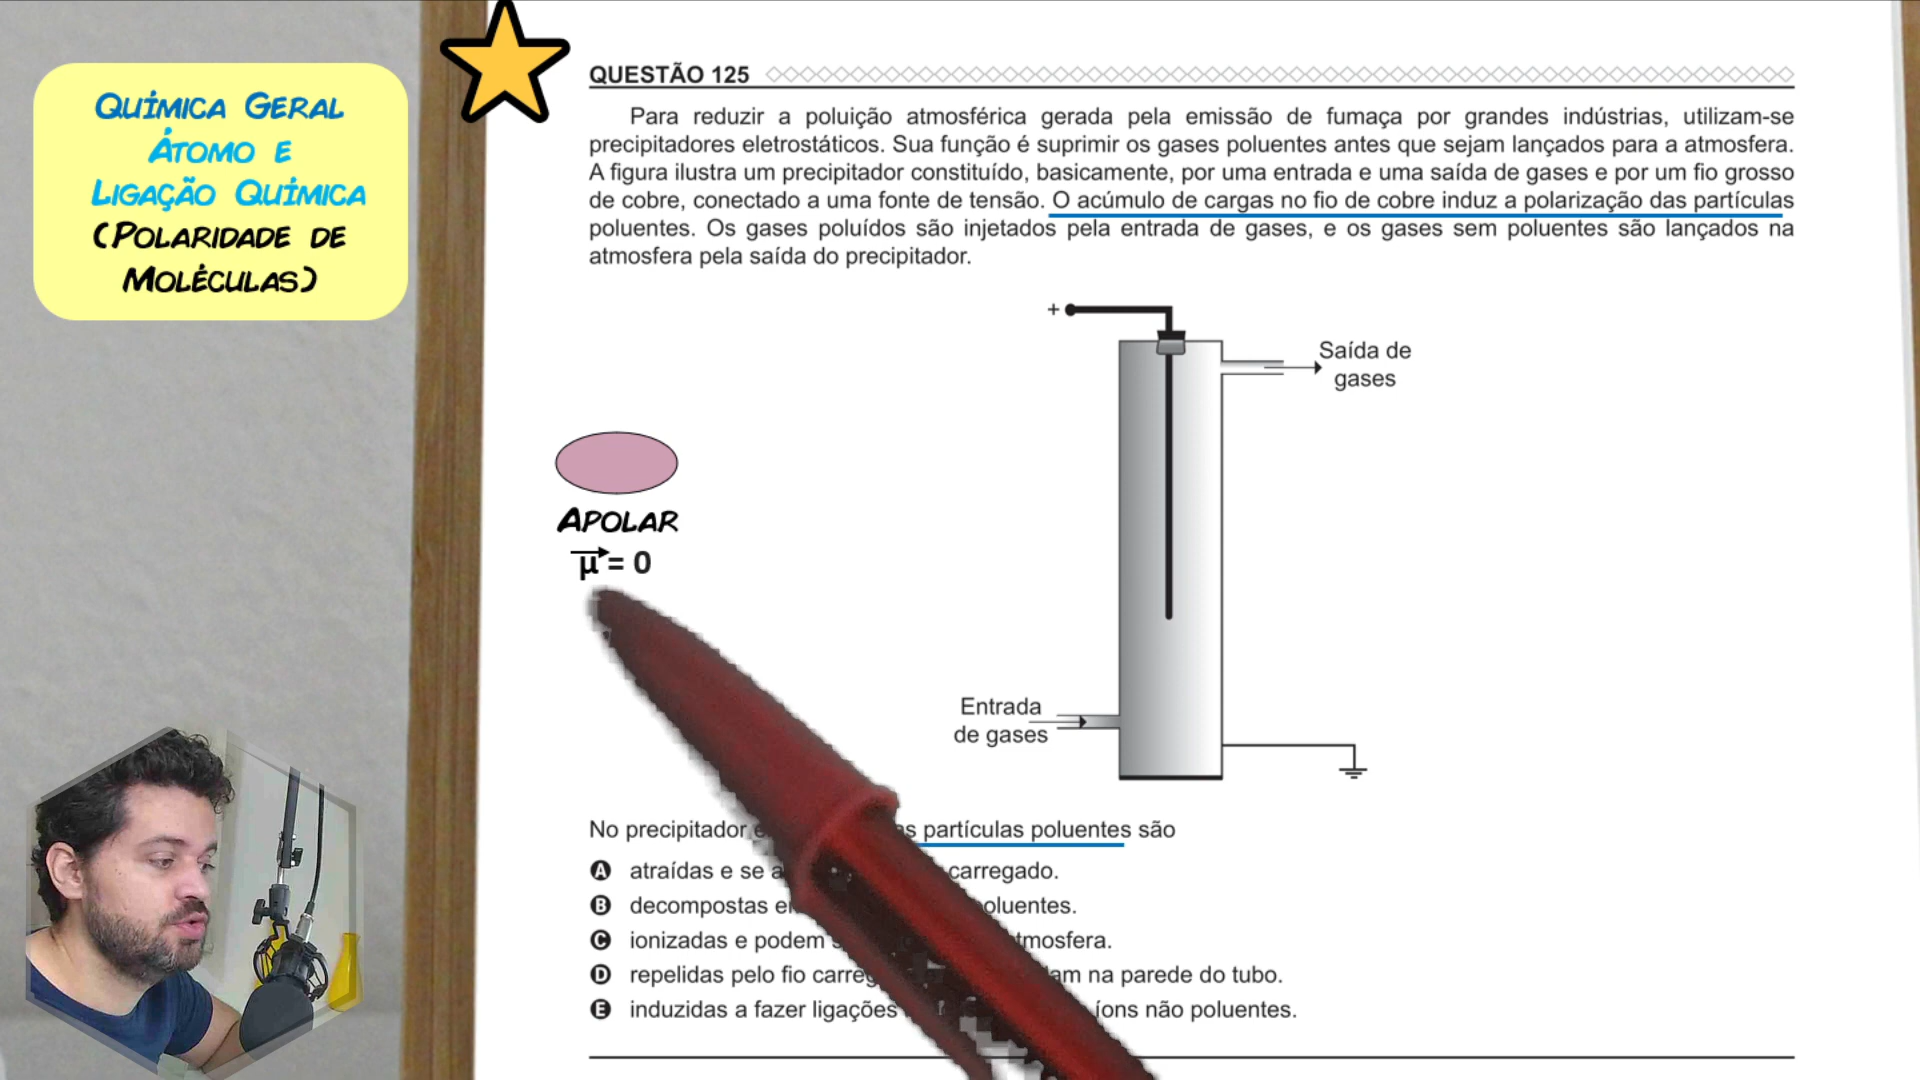 QUÍMICA GERAL
ÁTOMO E
LIGAÇÃO QUÍMICA
(POLARIDADE DE
MOLÉCULAS)
QUESTÃO 125
Para reduzir a poluição atmosférica gerada pela emissão de fumaça por grandes indústrias, utilizam-se
precipitadores eletrostáticos. Sua função é suprimir os gases poluentes antes que sejam lançados para a atmosfera.
A figura ilustra um precipitador constituído, basicamente, por uma entrada e uma saída de gases e por um fio grosso
de cobre, conectado a uma fonte de tensão. O acúmulo de cargas no fio de cobre induz a polarização das partículas
poluentes. Os gases poluídos são injetados pela entrada de gases, e os gases sem poluentes são lançados na
atmosfera pela saída do precipitador.
+
Saída de
gases
APOLAR
μ = 0
Entrada
de gases
No precipitador partículas poluentes são
A atraídas e se carregado.
B decompostas
C ionizadas e podem
D repelidas pelo fio na parede do tubo.
E induzidas a fazer ligações íons não poluentes.